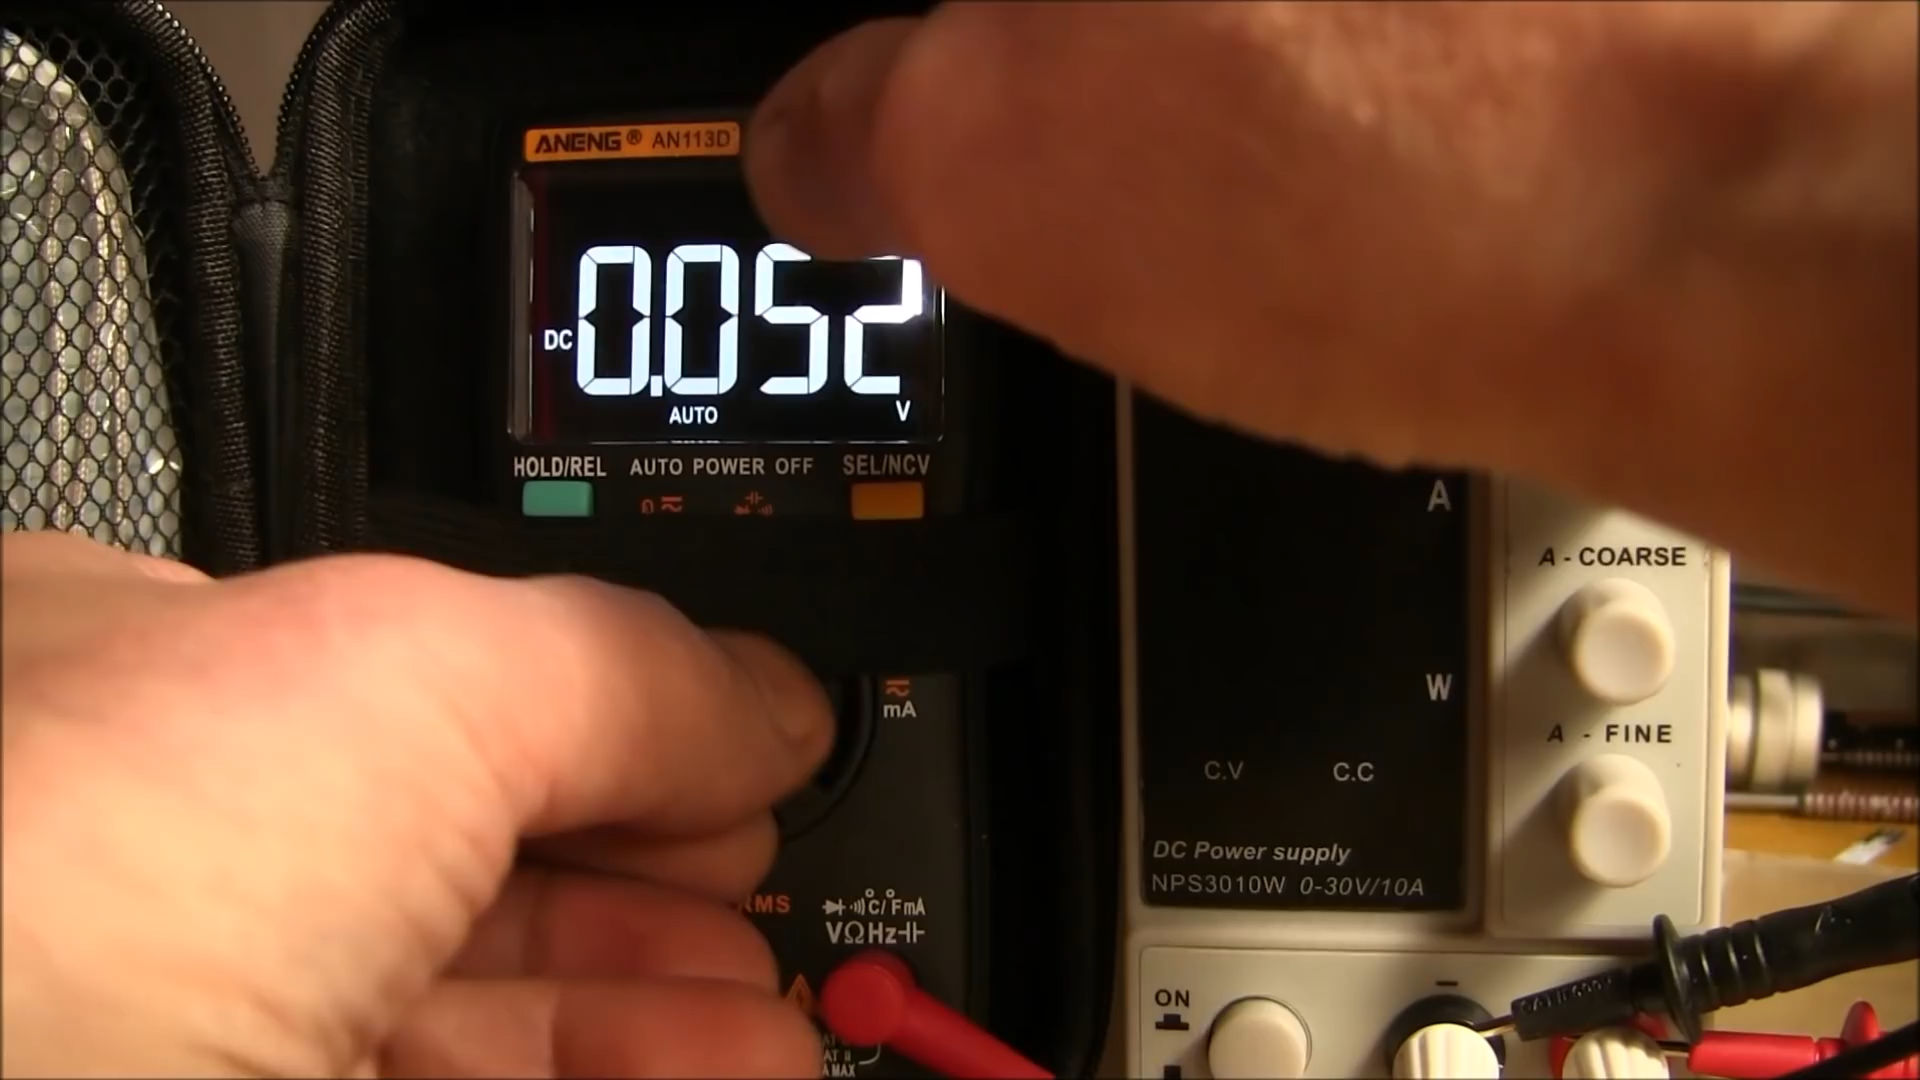 ANENG® AN113D
DC 0.052 V
AUTO
HOLD/REL AUTO POWER OFF SEL/NCV
mA
RMS
°C/°F mA
VΩHz
A
W
C.V C.C
DC Power supply
NPS3010W 0-30V/10A
A - COARSE
A - FINE
ON
-